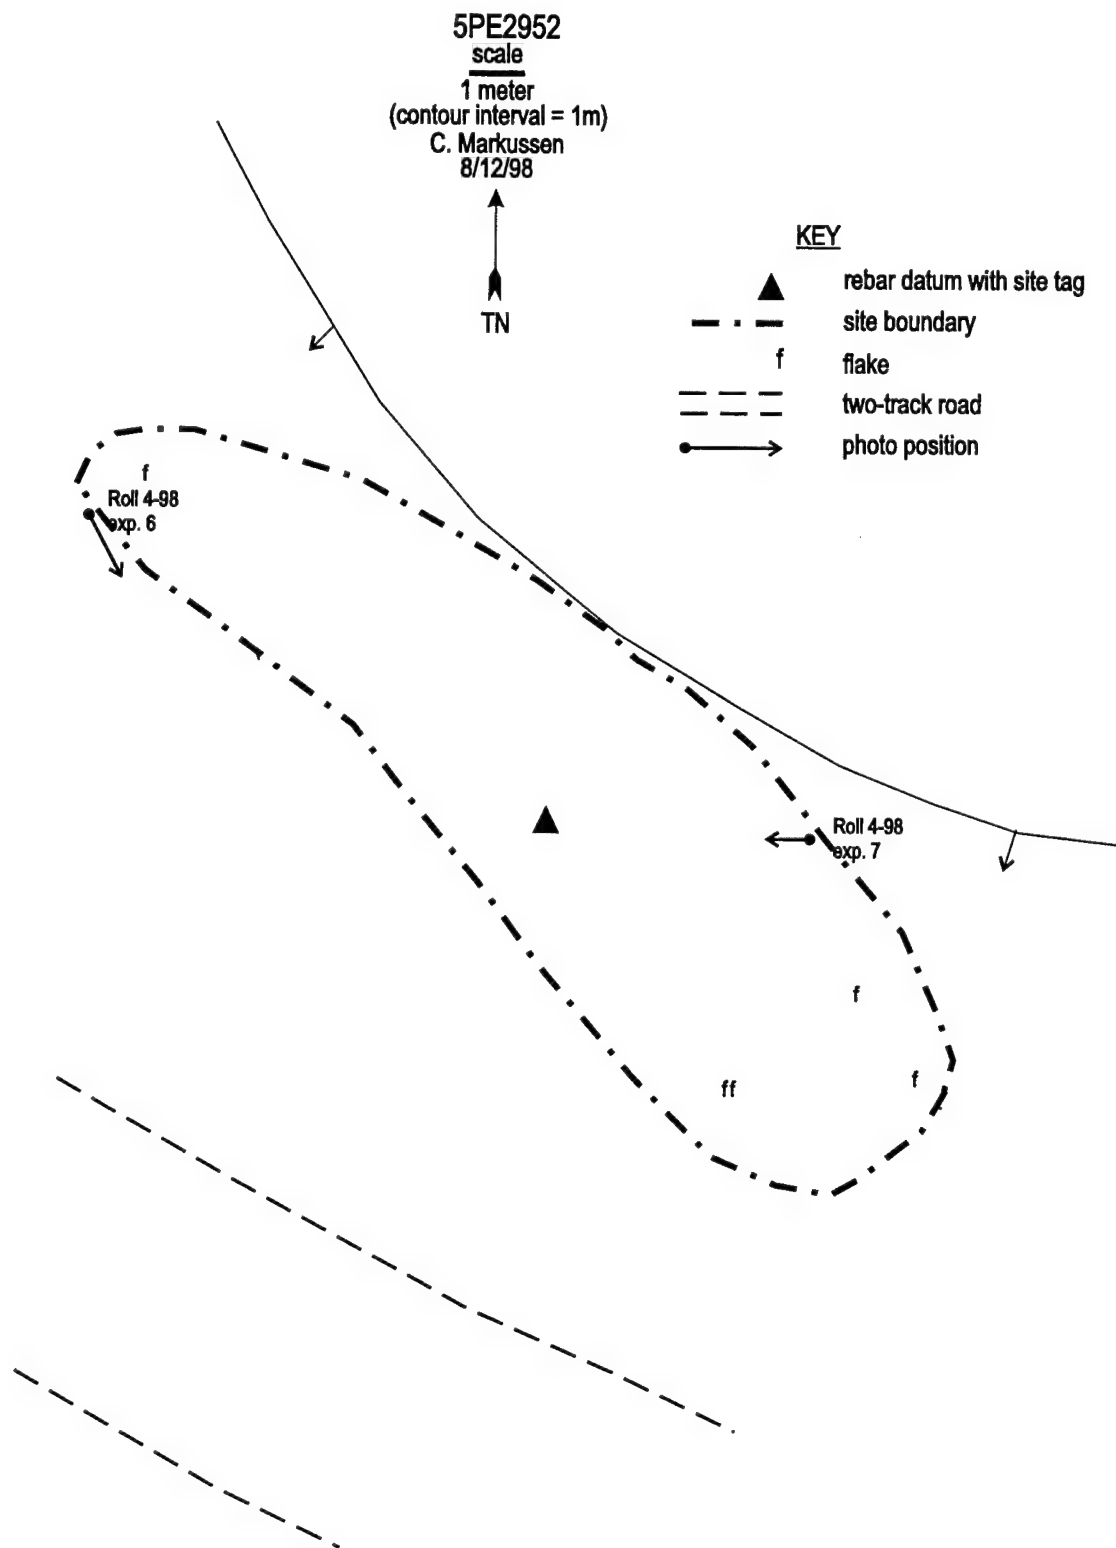 5PE2952
scale
1 meter
(contour interval = 1m)
C. Markussen
8/12/98
TN
KEY
rebar datum with site tag
site boundary
f flake
two-track road
photo position
f
Roll 4-98
exp. 6
Roll 4-98
exp. 7
f
ff
f